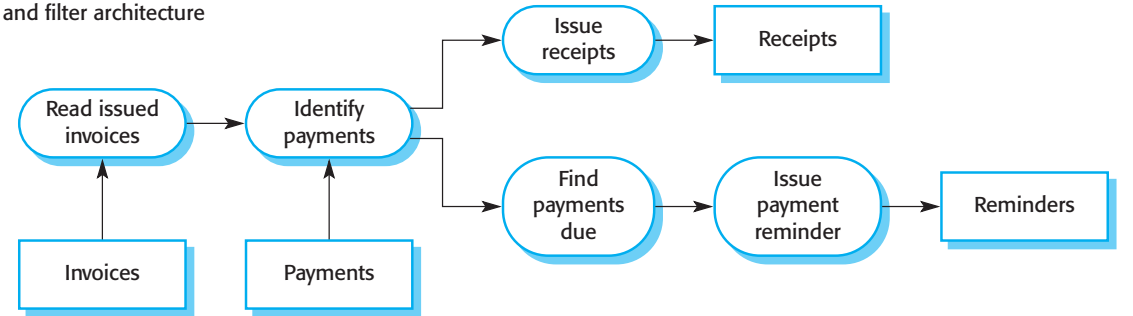 and filter architecture
Issue
receipts
Receipts
Read issued
invoices
Identify
payments
Find
payments
due
Issue
payment
reminder
Reminders
Invoices
Payments